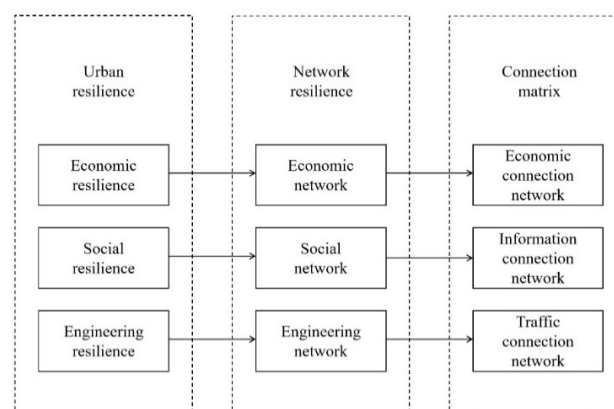 Urban
resilience
Network
resilience
Connection
matrix
Economic
resilience
Economic
network
Economic
connection
network
Social
resilience
Social
network
Information
connection
network
Engineering
resilience
Engineering
network
Traffic
connection
network